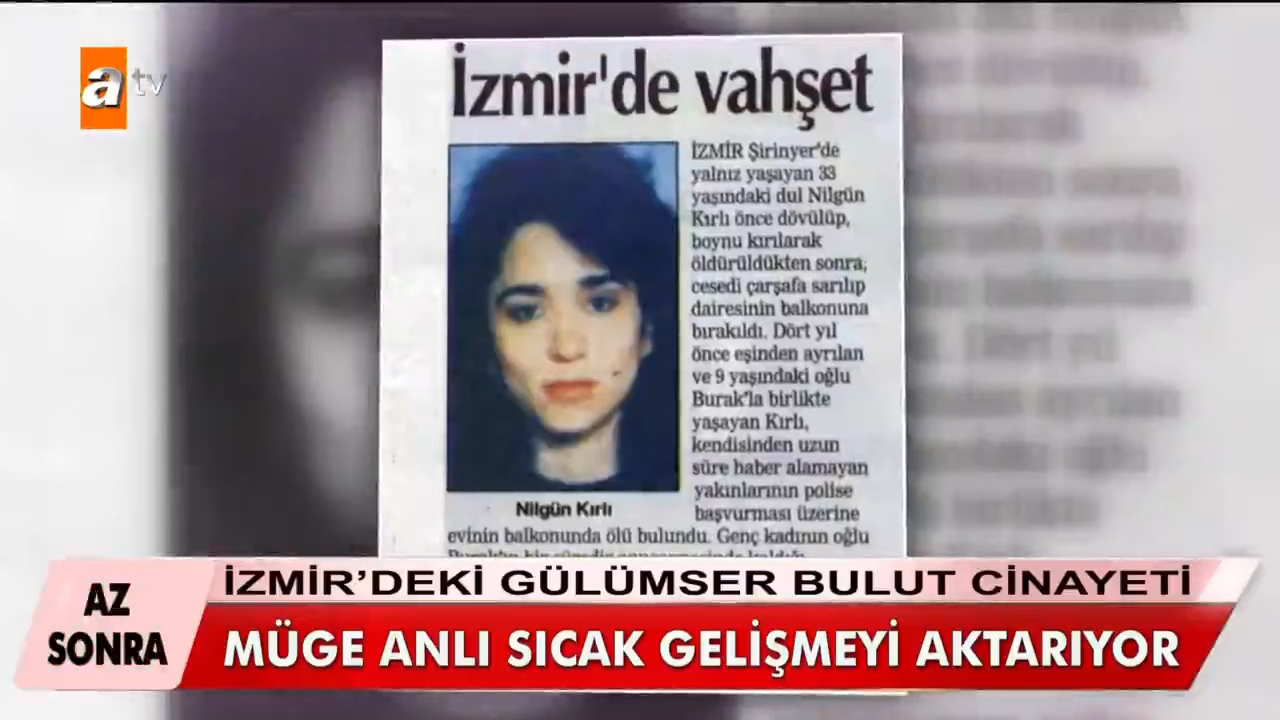 atv
İzmir'de vahşet
İZMİR Şirinyer'de
yalnız yaşayan 33
yaşındaki dul Nilgün
Kırlı önce dövülüp,
boynu kırılarak
öldürüldükten sonra,
cesedi çarşafa sarılıp
dairesinin balkonuna
bırakıldı. Dört yıl
önce eşinden ayrılan
ve 9 yaşındaki oğlu
Burak'la birlikte
yaşayan Kırlı,
kendisinden uzun
süre haber alamayan
yakınlarının polise
başvurması üzerine
evinin balkonunda ölü bulundu. Genç kadının oğlu
Nilgün Kırlı
AZ
SONRA
İZMİR'DEKİ GÜLÜMSER BULUT CİNAYETİ
MÜGE ANLI SICAK GELİŞMEYİ AKTARIYOR